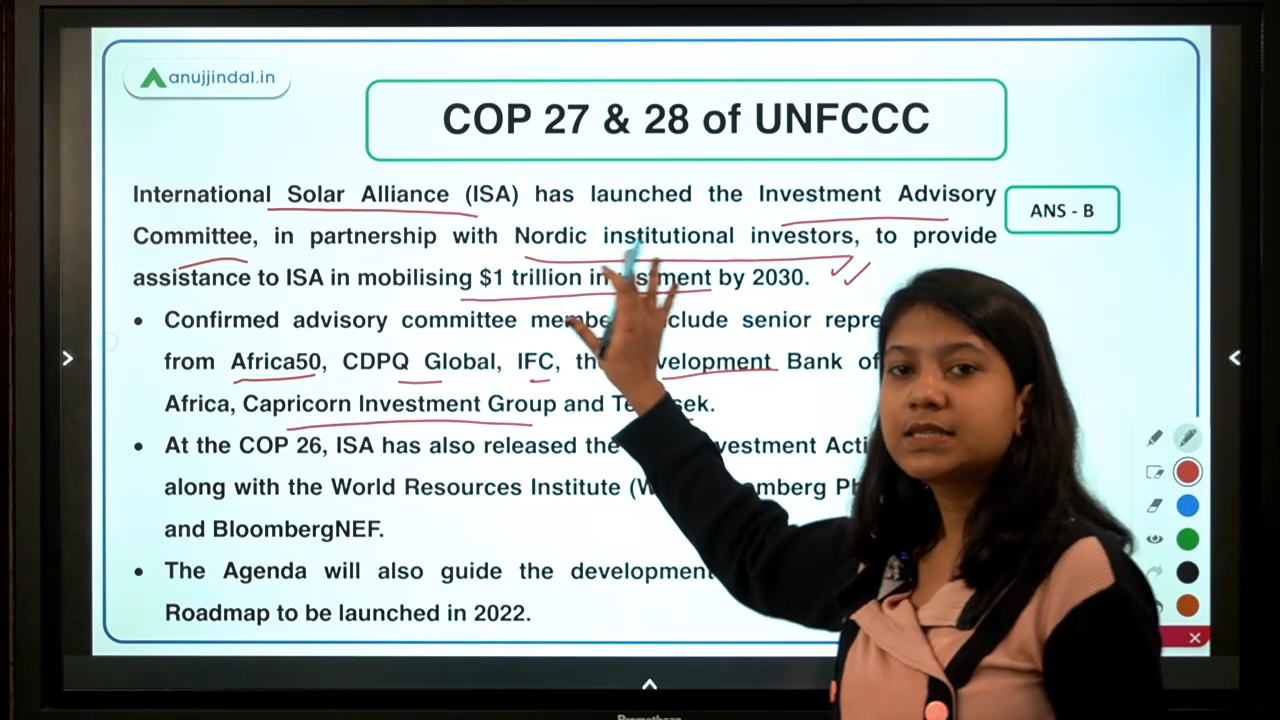 anujjindal.in
COP 27 & 28 of UNFCCC
International Solar Alliance (ISA) has launched the Investment Advisory
Committee, in partnership with Nordic institutional investors, to provide
assistance to ISA in mobilising $1 trillion investment by 2030.
ANS - B
• Confirmed advisory committee include senior
from Africa50, CDPQ Global, IFC, Bank of
Africa, Capricorn Investment Group and
• At the COP 26, ISA has also released the
along with the World Resources Institute
and BloombergNEF.
• The Agenda will also guide the development
Roadmap to be launched in 2022.
Promethean